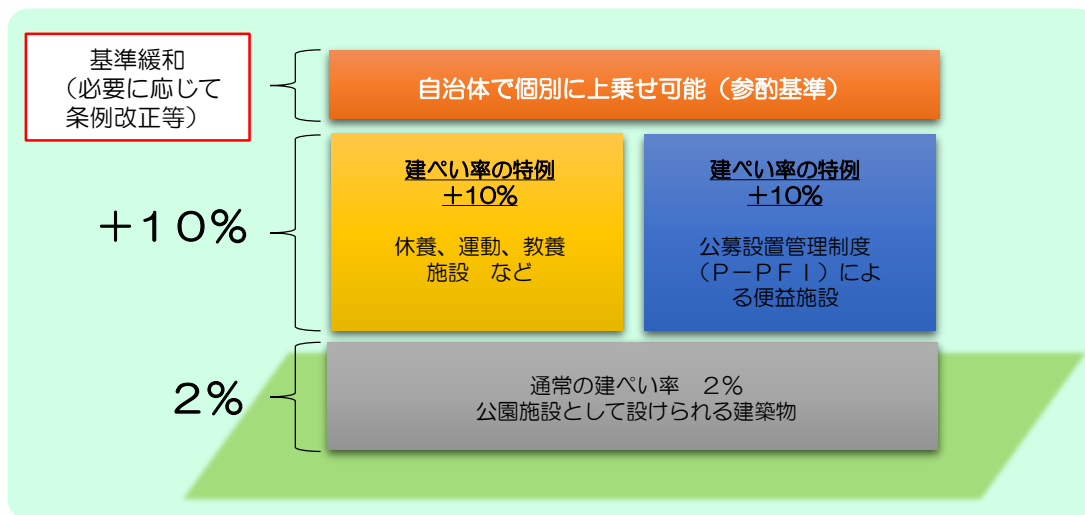 基準緩和
（必要に応じて
条例改正等）
自治体で個別に上乗せ可能（参酌基準）
＋１０％
建ぺい率の特例
＋10％
休養、運動、教養
施設　など
建ぺい率の特例
＋10％
公募設置管理制度
（Ｐ－ＰＦＩ）によ
る便益施設
２％
通常の建ぺい率　２％
公園施設として設けられる建築物